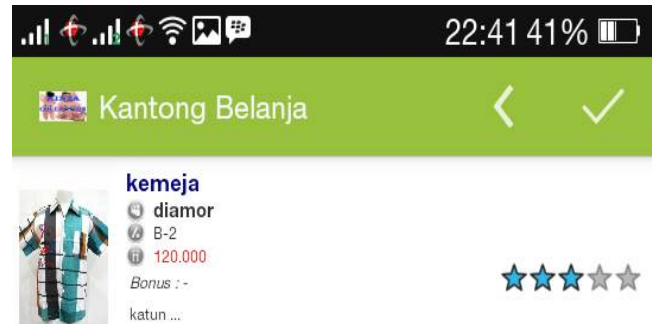 22:41 41%
Kantong Belanja
kemeja
diamor
B-2
120.000
Bonus : -
katun ...